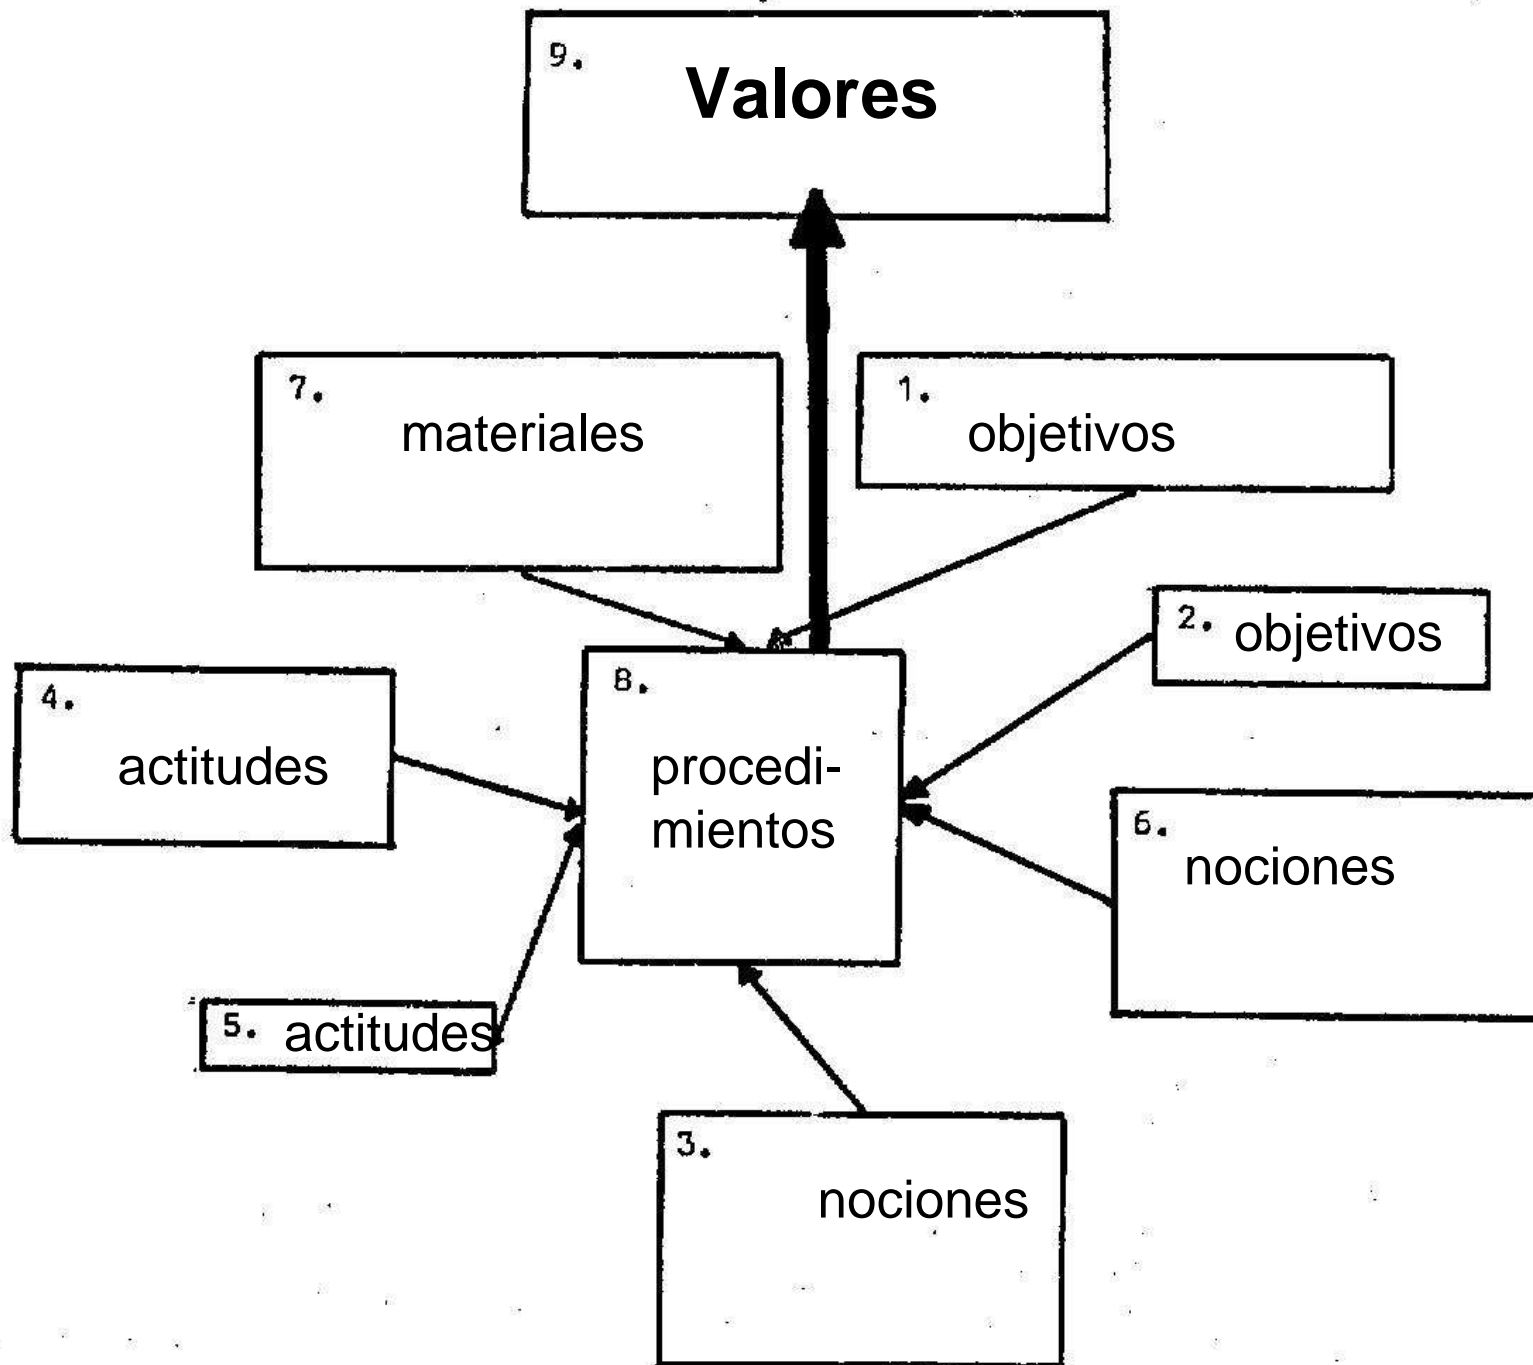 9. Valores
7. materiales
1. objetivos
2. objetivos
4. actitudes
8. procedi-
mientos
6. nociones
5. actitudes
3. nociones